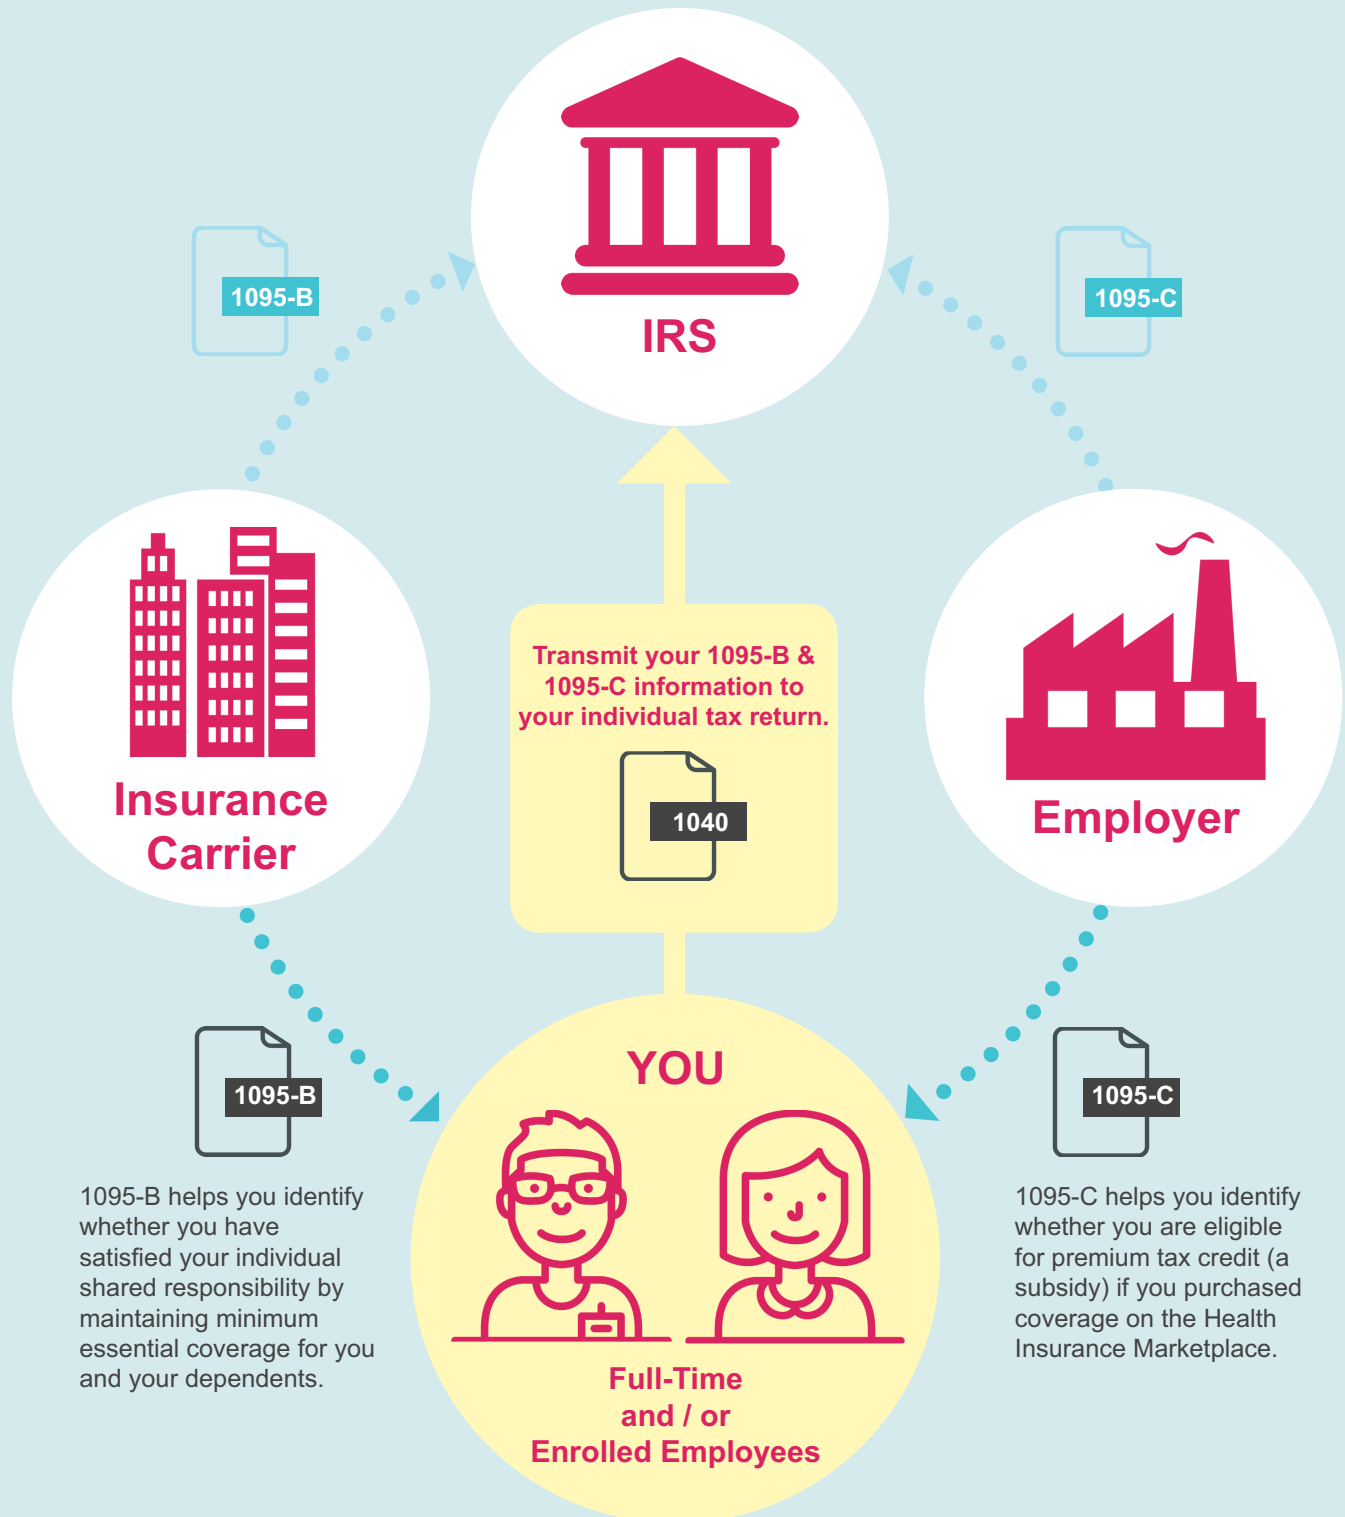 1095-B
1095-C
IRS
Insurance
Carrier
Transmit your 1095-B &
1095-C information to
your individual tax return.
1040
Employer
1095-B
1095-B helps you identify
whether you have
satisfied your individual
shared responsibility by
maintaining minimum
essential coverage for you
and your dependents.
YOU
Full-Time
and / or
Enrolled Employees
1095-C
1095-C helps you identify
whether you are eligible
for premium tax credit (a
subsidy) if you purchased
coverage on the Health
Insurance Marketplace.